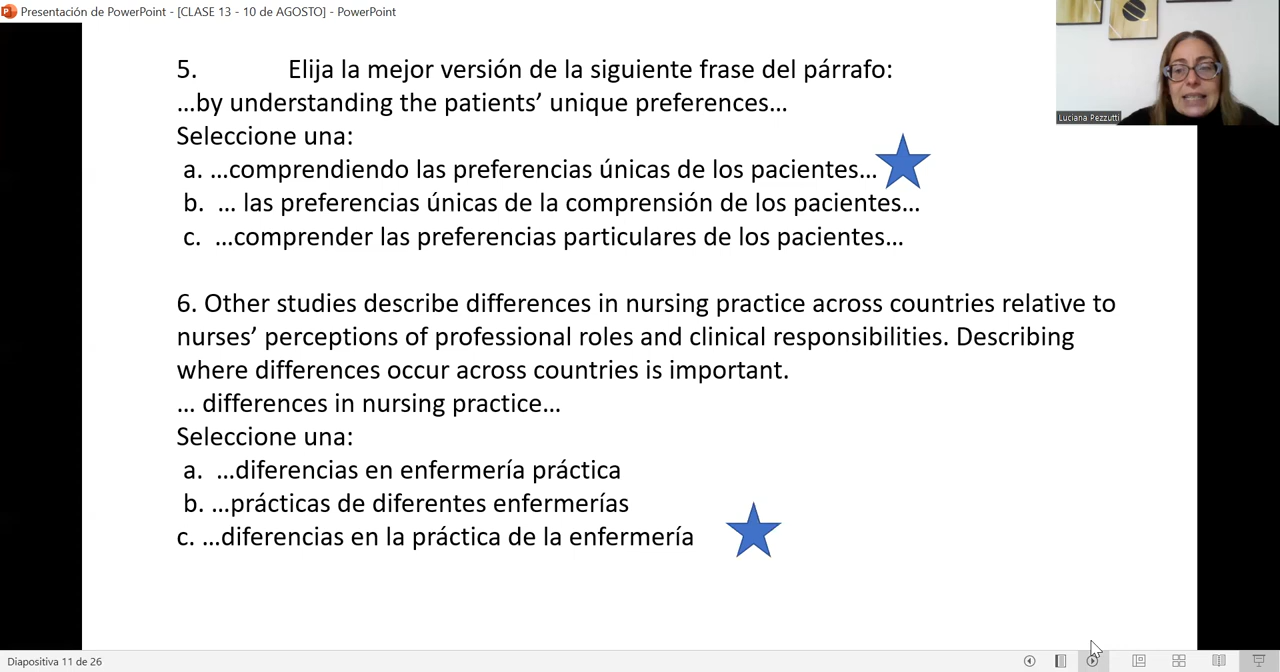 Presentación de PowerPoint - [CLASE 13 - 10 de AGOSTO] - PowerPoint
5. Elija la mejor versión de la siguiente frase del párrafo:
…by understanding the patients’ unique preferences…
Seleccione una:
a. …comprendiendo las preferencias únicas de los pacientes…
b. … las preferencias únicas de la comprensión de los pacientes…
c. …comprender las preferencias particulares de los pacientes…
6. Other studies describe differences in nursing practice across countries relative to
nurses’ perceptions of professional roles and clinical responsibilities. Describing
where differences occur across countries is important.
… differences in nursing practice…
Seleccione una:
a. …diferencias en enfermería práctica
b. …prácticas de diferentes enfermerías
c. …diferencias en la práctica de la enfermería
Luciana Pezzutti
Diapositiva 11 de 26